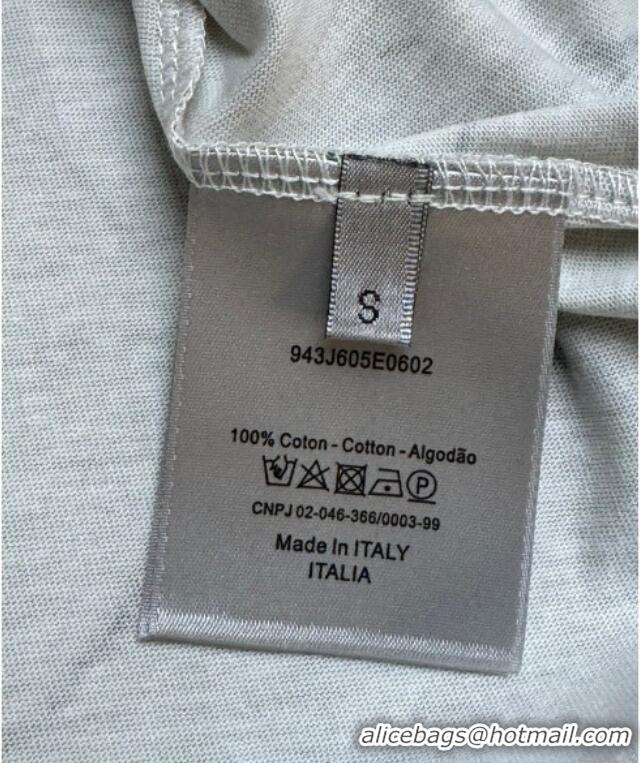 S
943J605E0602
100% Coton - Cotton - Algodão
P
CNPJ 02-046-366/0003-99
Made In ITALY
ITALIA
alicebags@hotmail.com